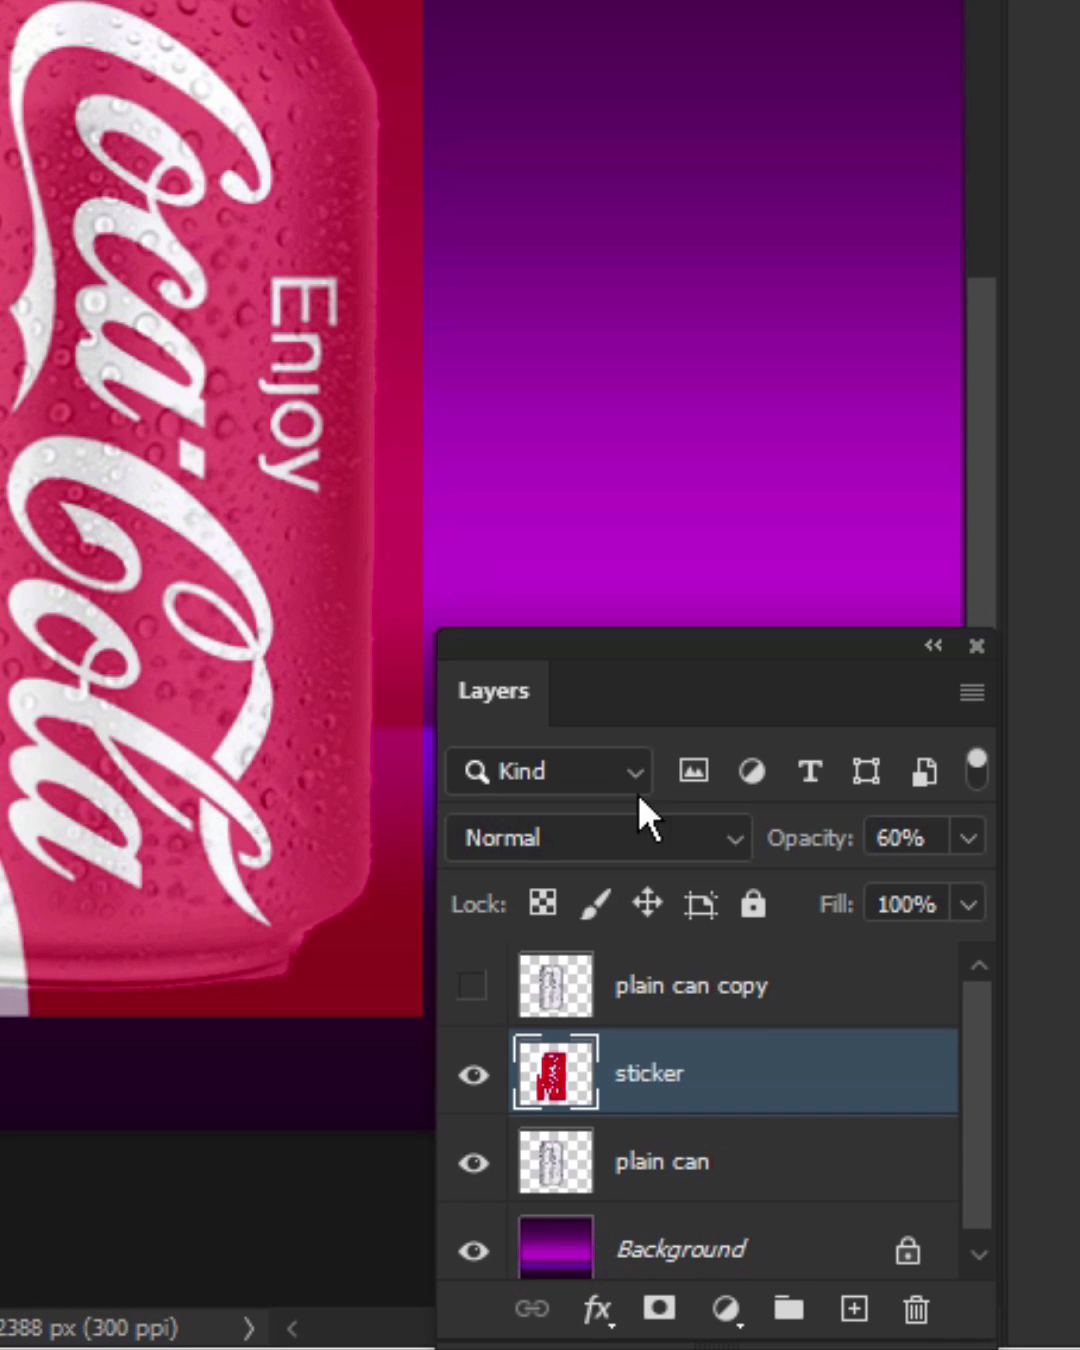 Coca-Cola
Enjoy
Layers
Kind
Normal
Opacity: 60%
Lock:
Fill: 100%
plain can copy
sticker
plain can
Background
fx
2388 px (300 ppi)